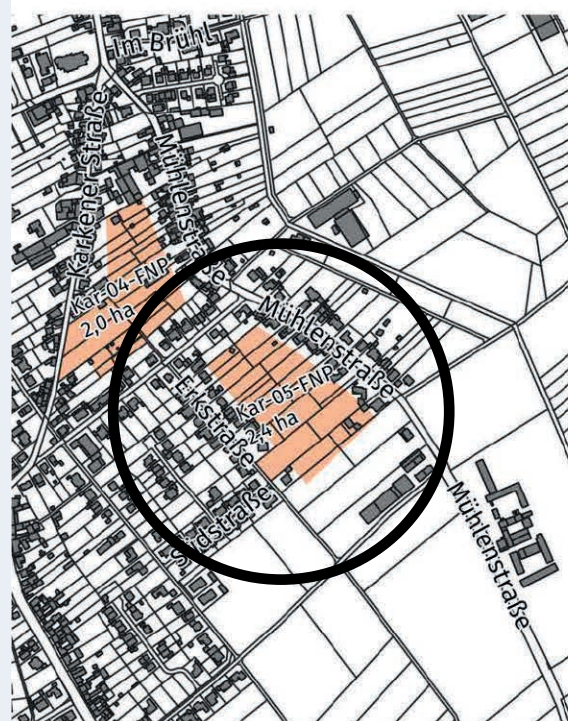 Im Brühl
Karkener Straße
Mühlenstraße
Kar-04-FNP
2,0 ha
Mühlenstraße
Kar-05-FNP
2,4 ha
Erkstraße
Südstraße
Mühlenstraße